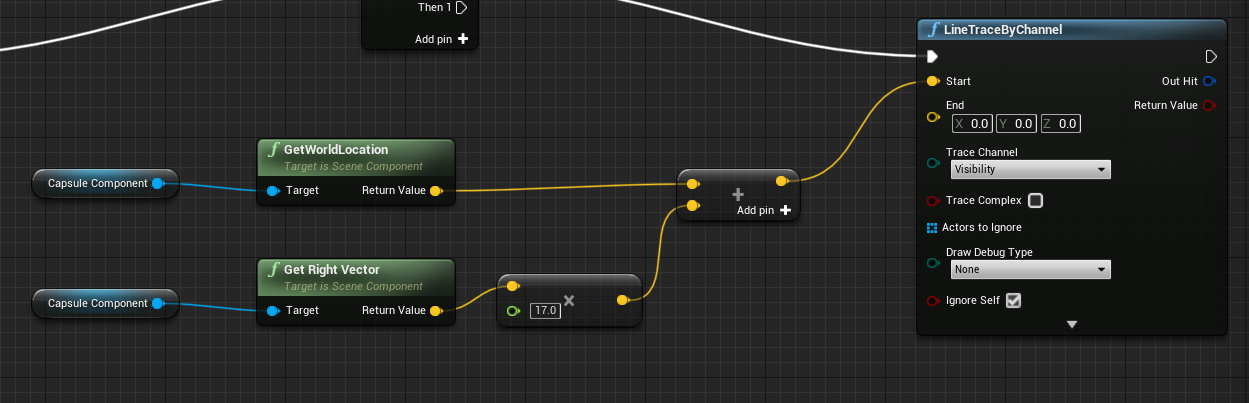 Then 1
Add pin
LineTraceByChannel
Start
Out Hit
End
Return Value
X 0.0 Y 0.0 Z 0.0
GetWorldLocation
Target is Scene Component
Capsule Component
Target
Return Value
Add pin
Trace Channel
Visibility
Trace Complex
Actors to Ignore
Draw Debug Type
None
Ignore Self
Get Right Vector
Target is Scene Component
Capsule Component
Target
Return Value
17.0